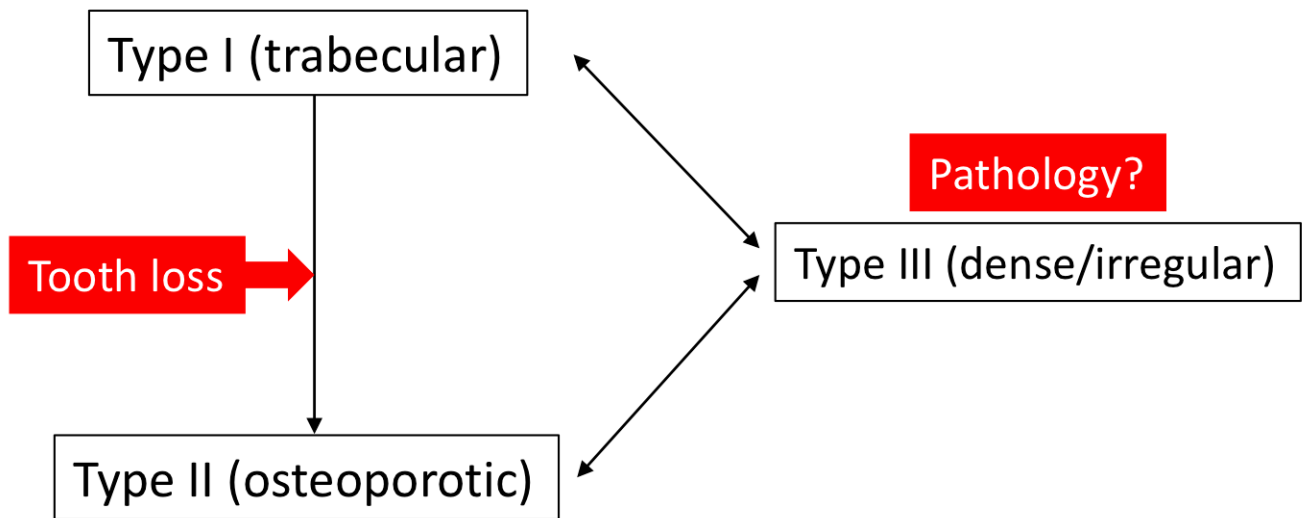 Type I (trabecular)
Pathology?
Type III (dense/irregular)
Tooth loss
Type II (osteoporotic)